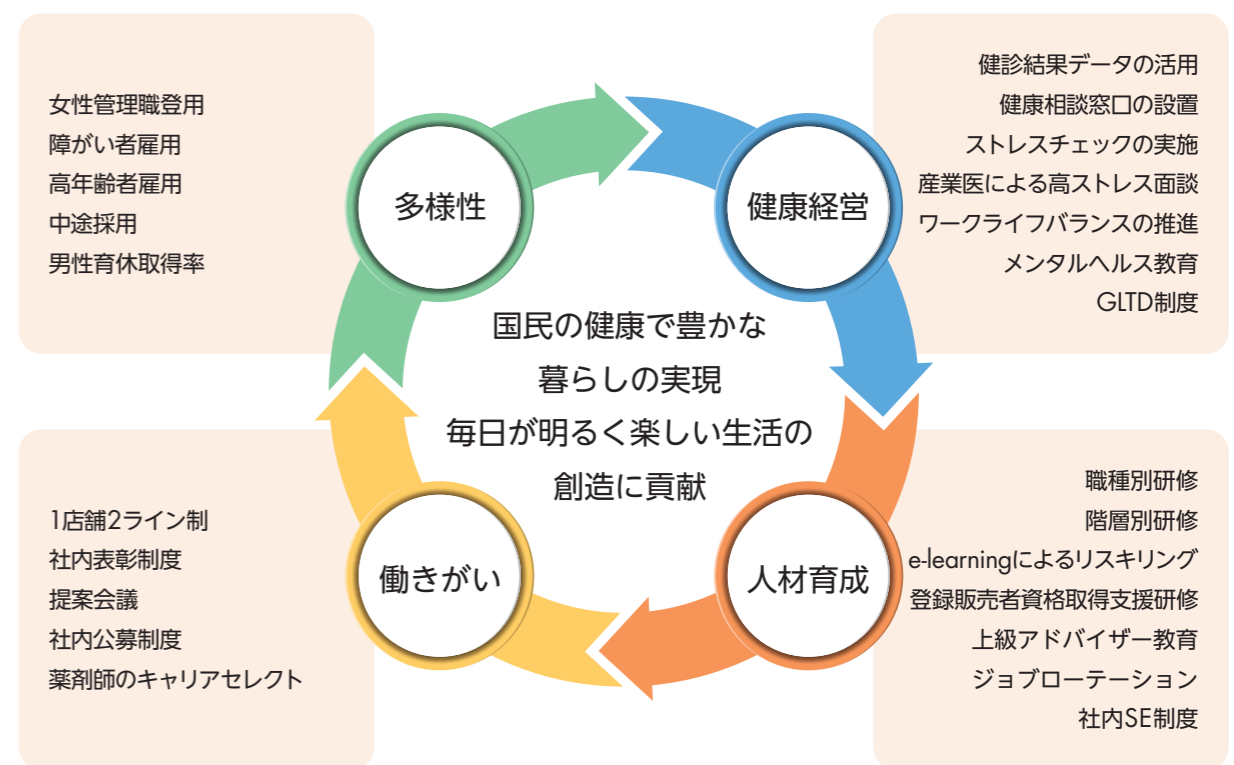 女性管理職登用
障がい者雇用
高年齢者雇用
中途採用
男性育休取得率
多様性
健康経営
健診結果データの活用
健康相談窓口の設置
ストレスチェックの実施
産業医による高ストレス面談
ワークライフバランスの推進
メンタルヘルス教育
GLTD制度
国民の健康で豊かな
暮らしの実現
毎日が明るく楽しい生活の
創造に貢献
1店舗2ライン制
社内表彰制度
提案会議
社内公募制度
薬剤師のキャリアセレクト
働きがい
人材育成
職種別研修
階層別研修
e-learningによるリスキリング
登録販売者資格取得支援研修
上級アドバイザー教育
ジョブローテーション
社内SE制度